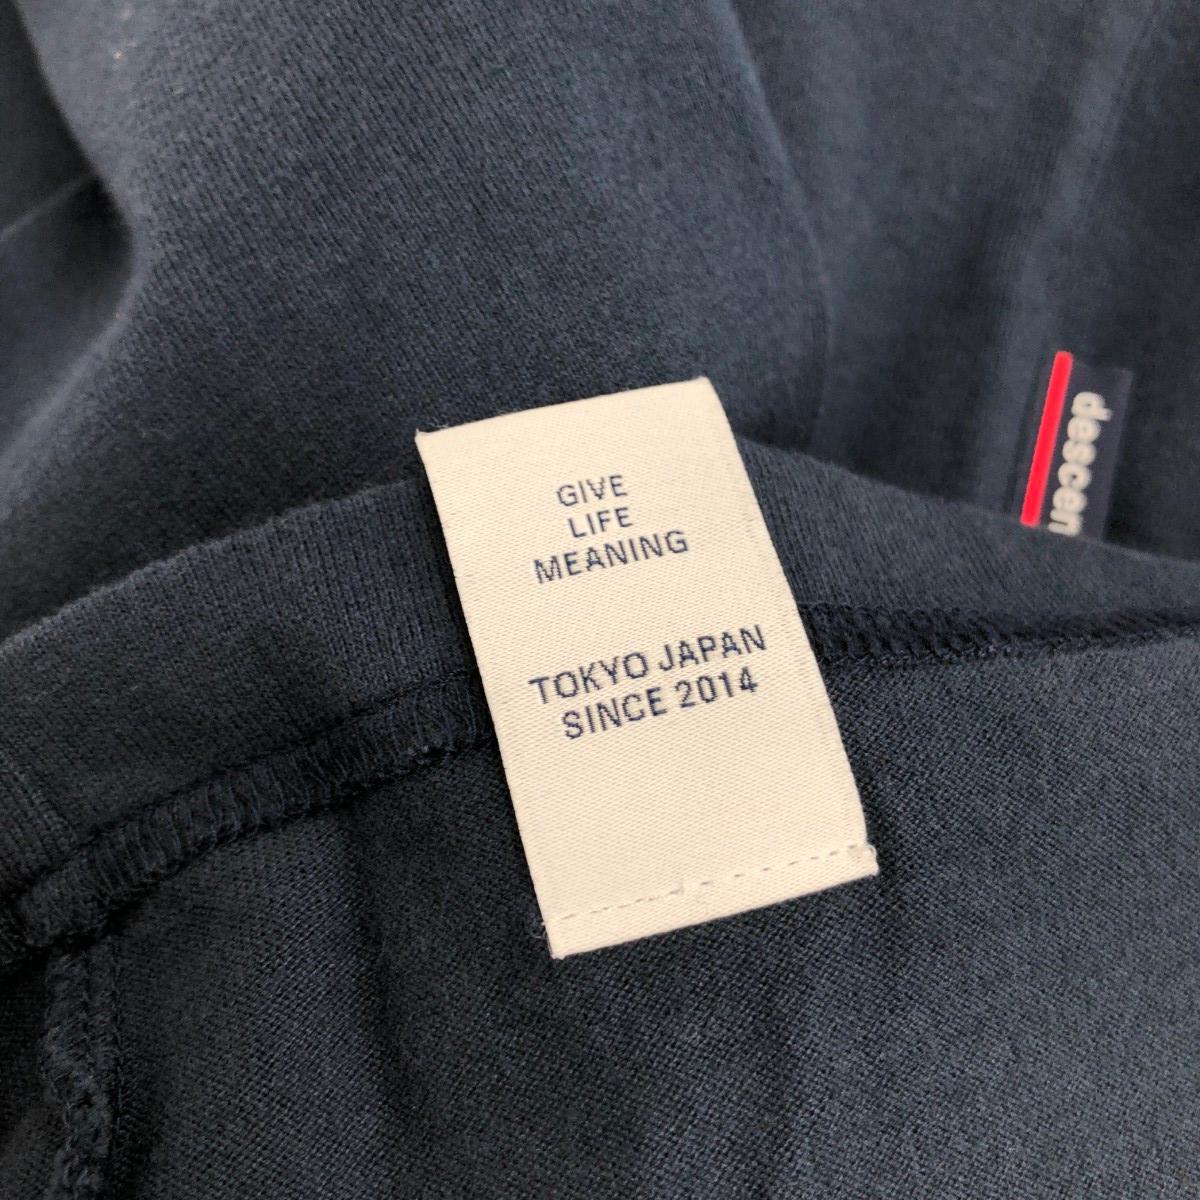 GIVE
LIFE
MEANING
TOKYO JAPAN
SINCE 2014
descen